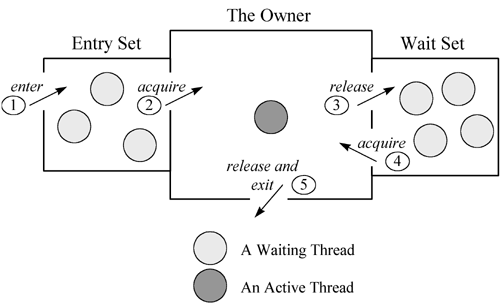 The Owner
Entry Set
Wait Set
enter
1
acquire
2
release
3
acquire
4
release and
exit
5
A Waiting Thread
An Active Thread